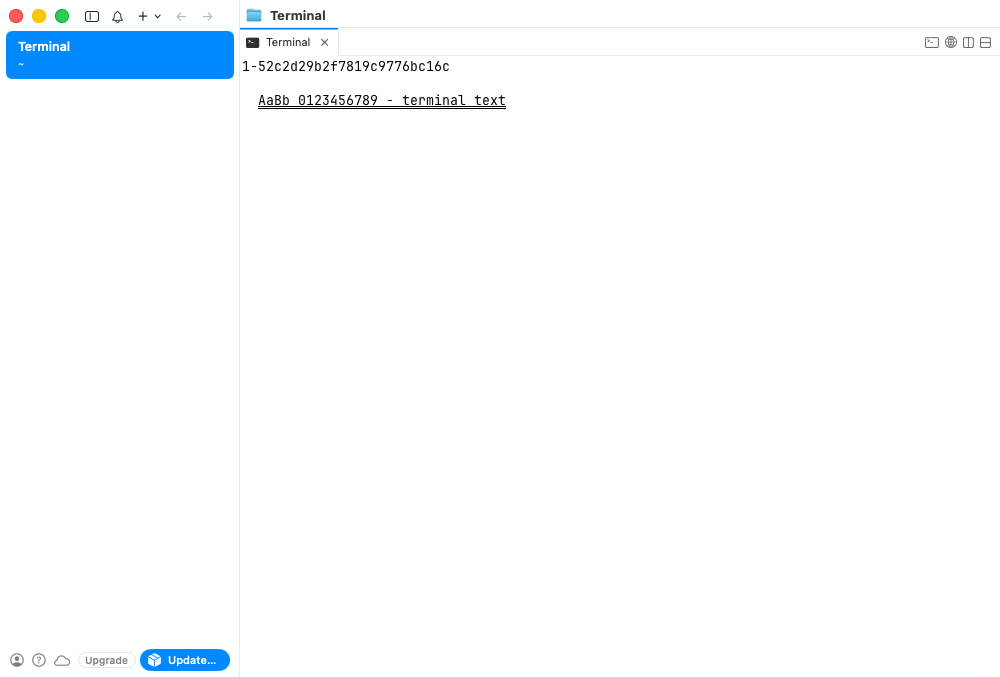 Terminal
Terminal
~
Terminal
1-52c2d29b2f7819c9776bc16c
AaBb 0123456789 - terminal text
Upgrade
Update...